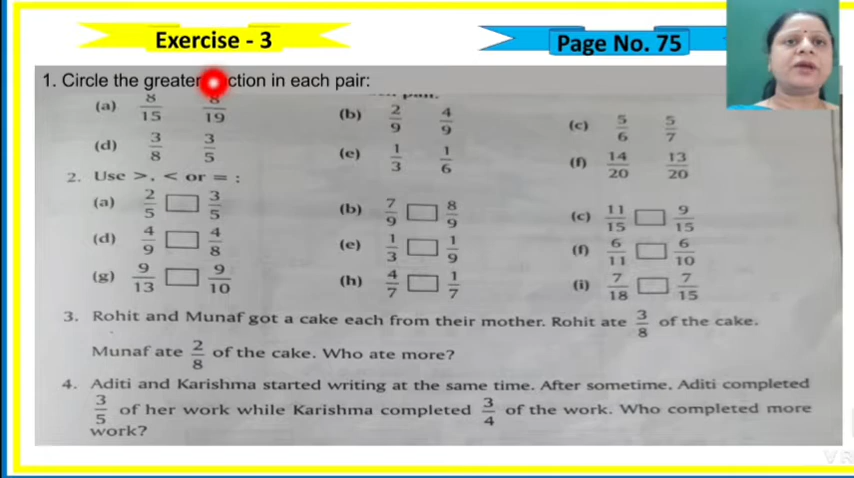 Exercise - 3
Page No. 75
1. Circle the greater ction in each pair:
(a) 8/15 8/19 (b) 2/9 4/9 (c) 5/6 5/7
(d) 3/8 3/5 (e) 1/3 1/6 (f) 14/20 13/20
2. Use >, < or = :
(a) 2/5 □ 3/5 (b) 7/9 □ 8/9 (c) 11/15 □ 9/15
(d) 4/9 □ 4/8 (e) 1/3 □ 1/9 (f) 6/11 □ 6/10
(g) 9/13 □ 9/10 (h) 4/7 □ 1/7 (i) 7/18 □ 7/15
3. Rohit and Munaf got a cake each from their mother. Rohit ate 3/8 of the cake.
Munaf ate 2/8 of the cake. Who ate more?
4. Aditi and Karishma started writing at the same time. After sometime, Aditi completed
3/5 of her work while Karishma completed 3/4 of the work. Who completed more
work?